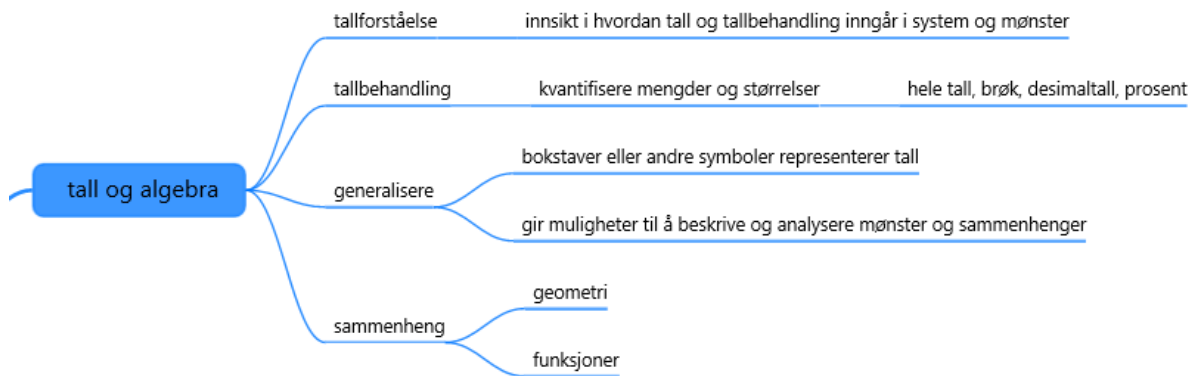 tall og algebra
tallforståelse
innsikt i hvordan tall og tallbehandling inngår i system og mønster
tallbehandling
kvantifisere mengder og størrelser
hele tall, brøk, desimaltall, prosent
generalisere
bokstaver eller andre symboler representerer tall
gir muligheter til å beskrive og analysere mønster og sammenhenger
sammenheng
geometri
funksjoner